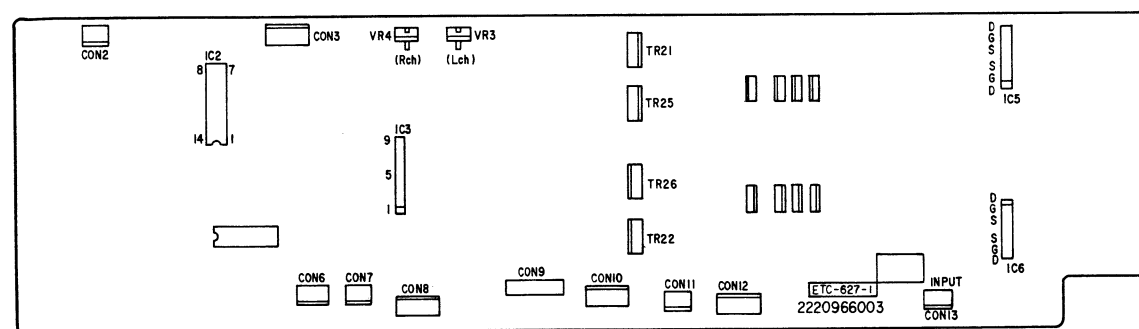 CON2
IC2
8 7
14 1
CON3
VR4
(Rch)
VR3
(Lch)
IC3
9
5
1
TR21
TR25
TR26
TR22
D
G
S
S
G
D
IC5
D
G
S
S
G
D
IC6
CON6
CON7
CON8
CON9
CON10
CON11
CON12
ETC-627-1
2220966003
INPUT
CON13